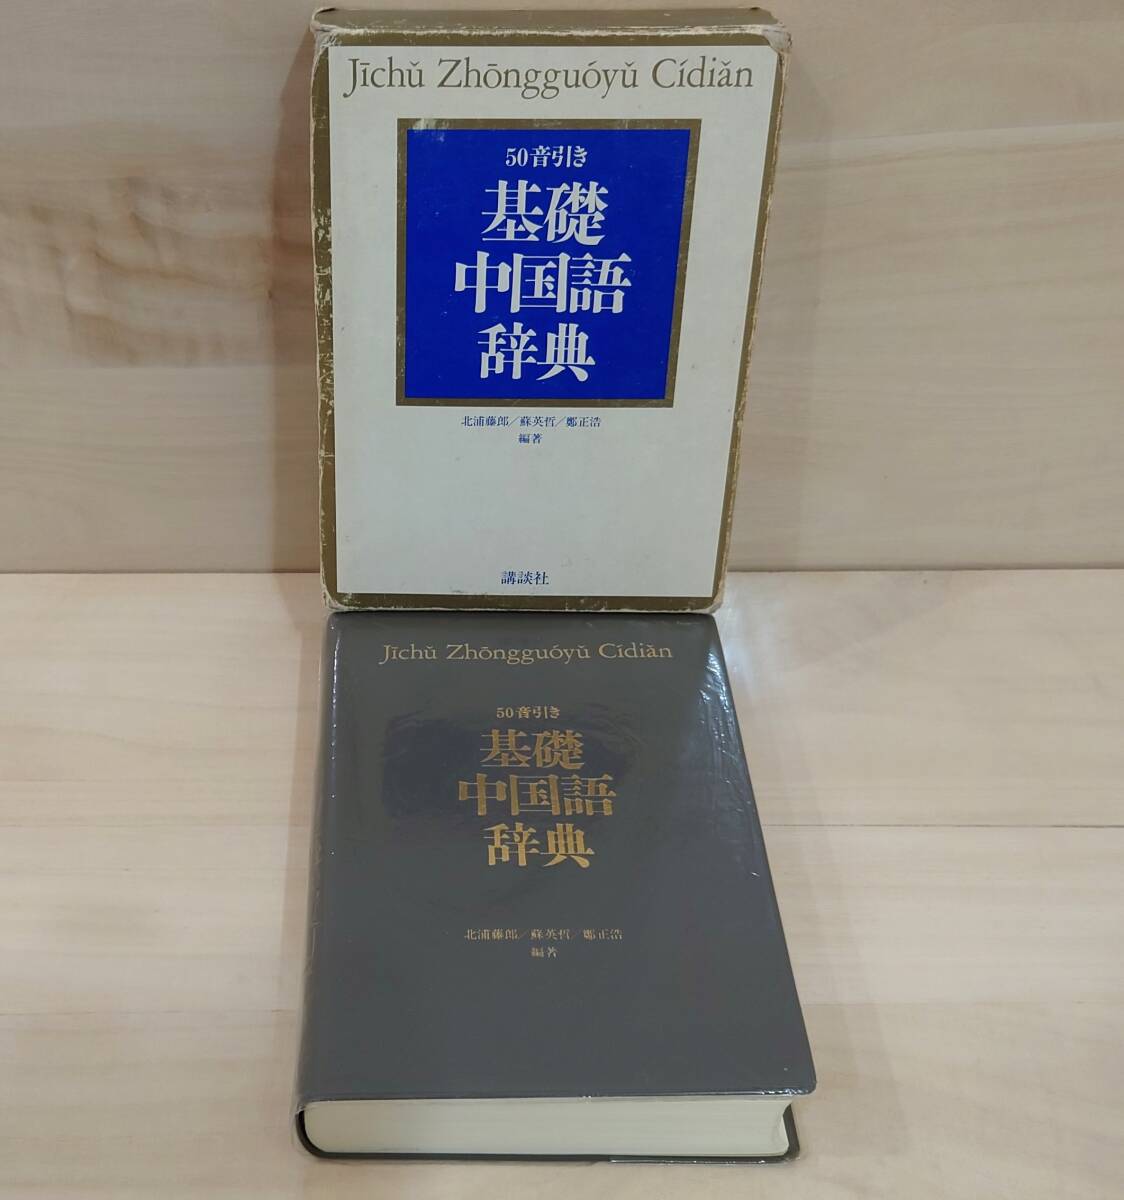 Jīchǔ Zhōngguóyǔ Cídiǎn
50音引き
基礎
中国語
辞典
北浦藤郎／蘇英哲／鄭正浩
編著
講談社
Jīchǔ Zhōngguóyǔ Cídiǎn
50音引き
基礎
中国語
辞典
北浦藤郎／蘇英哲／鄭正浩
編著